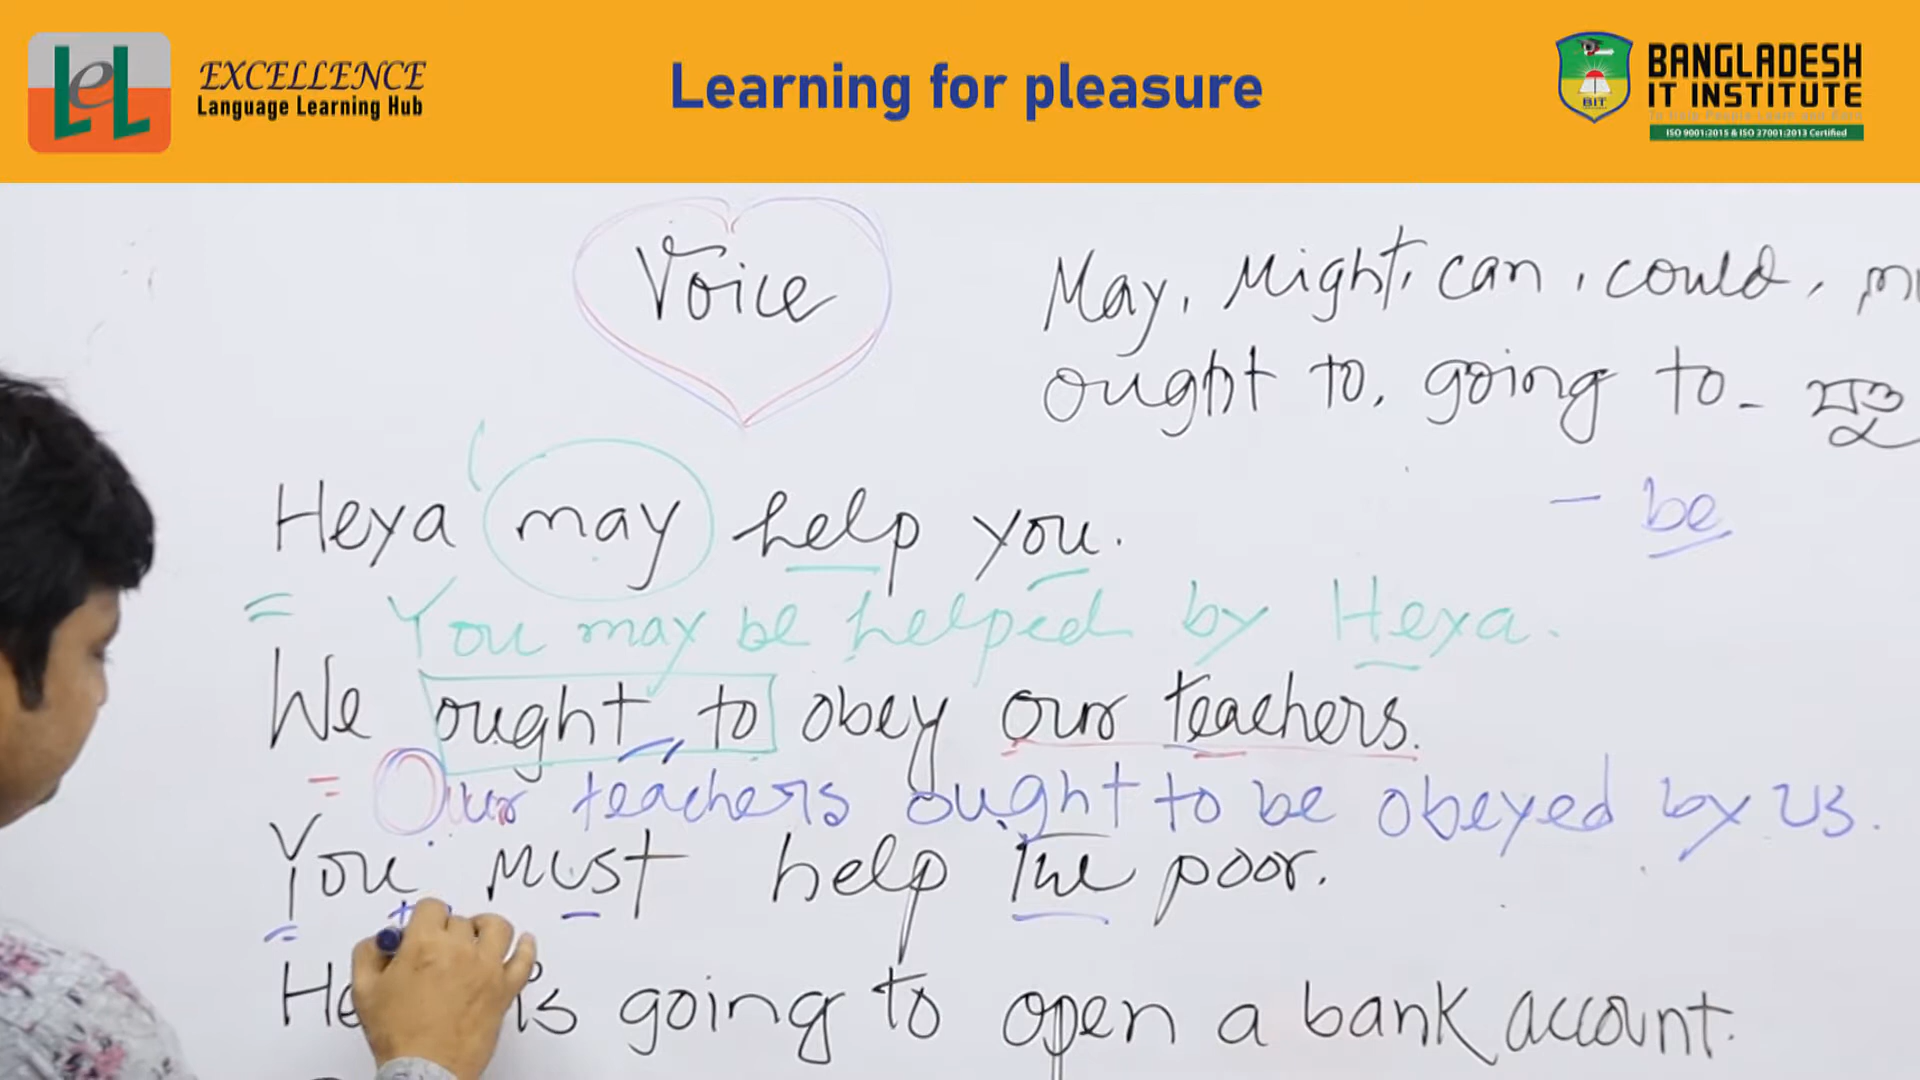 EXCELLENCE
Language Learning Hub
Learning for pleasure
BIT
BANGLADESH
IT INSTITUTE
ISO 9001:2015 & ISO 27001:2013 Certified
Voice
May, Might, can, could,
ought to, going to-
- be
Hexa may help you.
= You may be helped by Hexa.
We ought to obey our teachers.
= Our teachers ought to be obeyed by us.
You must help the poor.
=
is going to open a bank account.